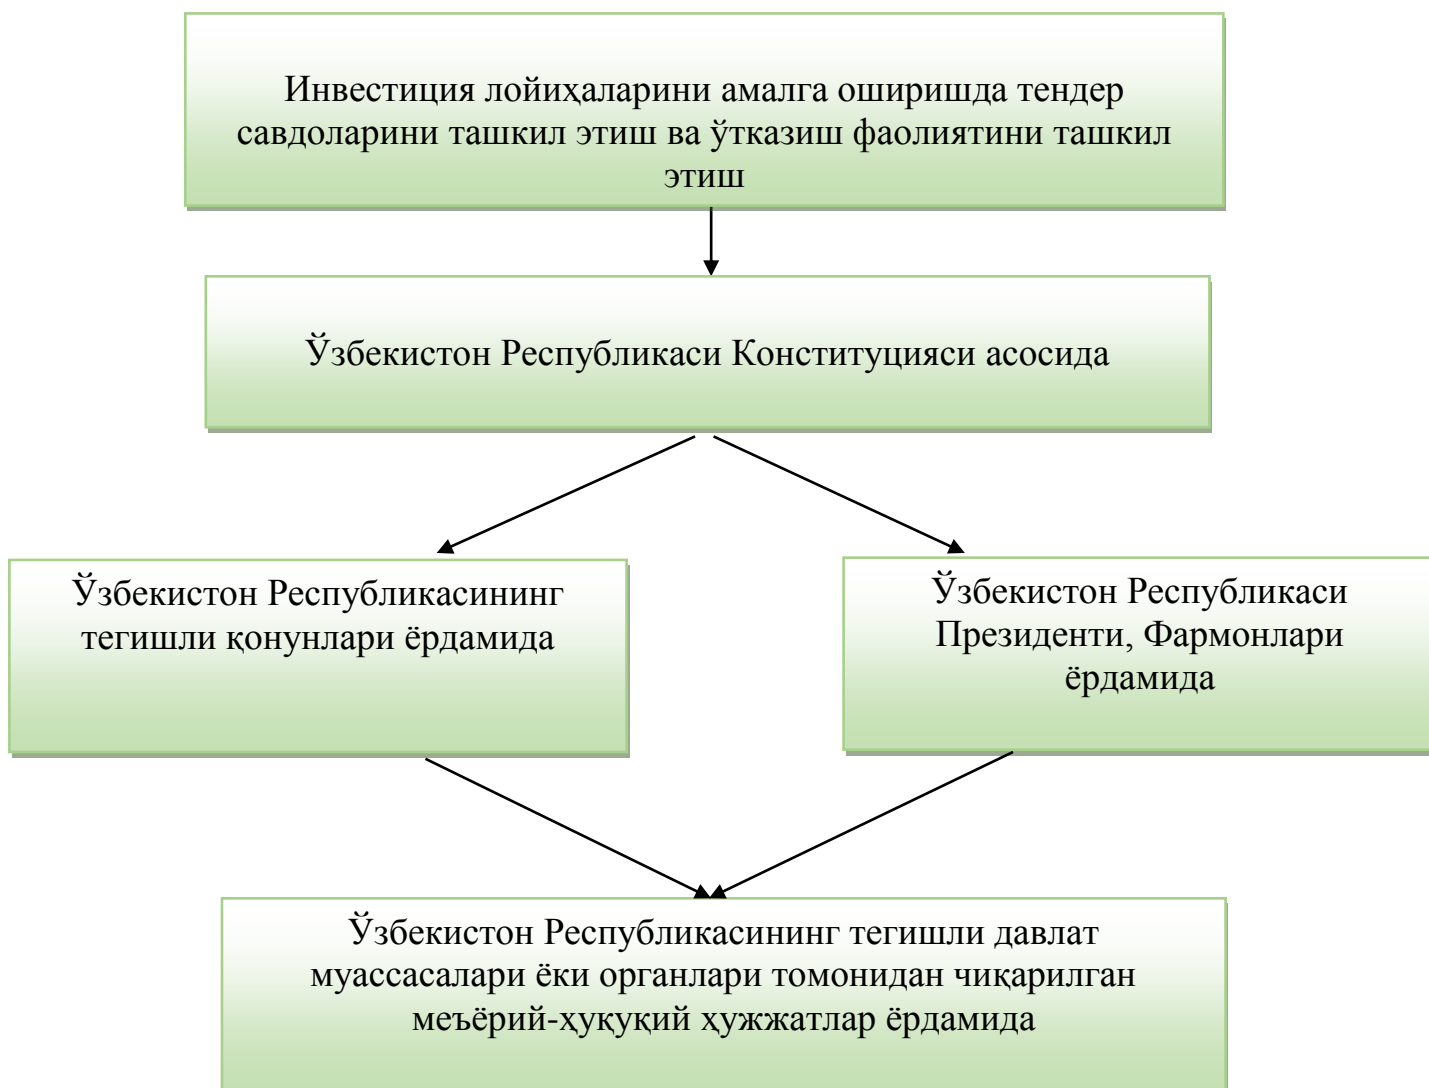 Инвестиция лойиҳаларини амалга оширишда тендер
савдоларини ташкил этиш ва ўтказиш фаолиятини ташкил
этиш
Ўзбекистон Республикаси Конституцияси асосида
Ўзбекистон Республикасининг
тегишли қонунлари ёрдамида
Ўзбекистон Республикаси
Президенти, Фармонлари
ёрдамида
Ўзбекистон Республикасининг тегишли давлат
муассасалари ёки органлари томонидан чиқарилган
меъёрий-ҳуқуқий ҳужжатлар ёрдамида